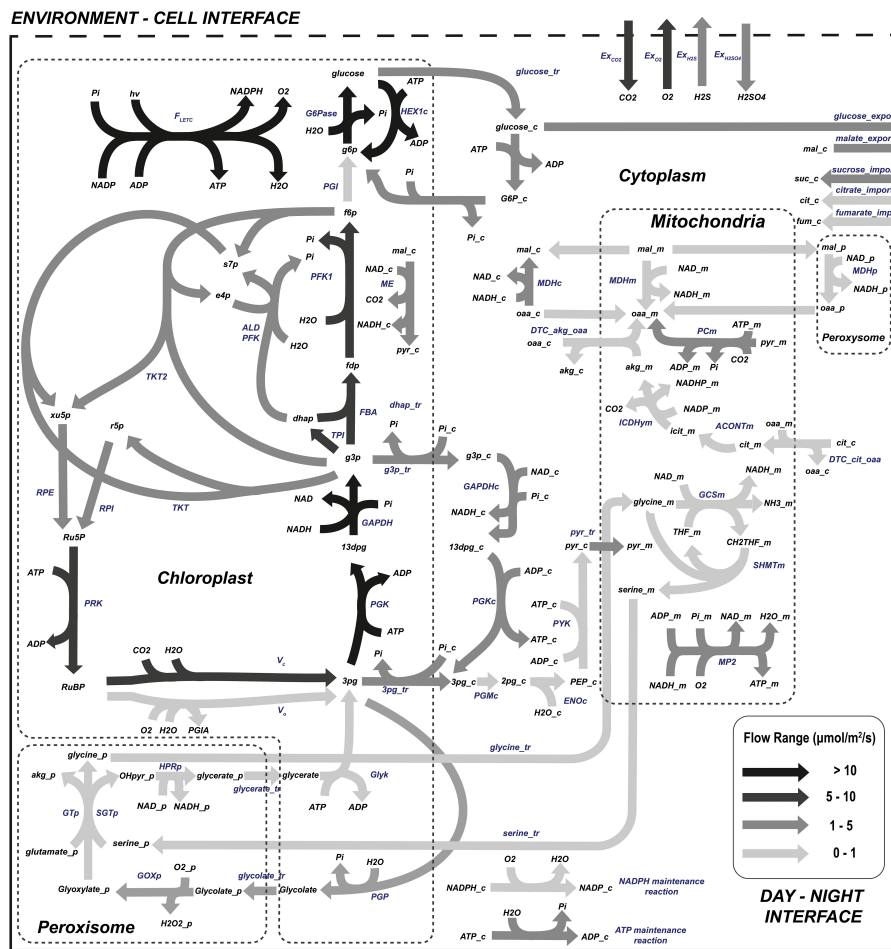 ENVIRONMENT - CELL INTERFACE
Ex_CO2
Ex_O2
Ex_H2S
Ex_H2SO4
CO2
O2
H2S
H2SO4
Pi
hv
NADPH
O2
F_LETC
NADP
ADP
ATP
H2O
glucose
ATP
glucose_tr
G6Pase
Pi
HEX1c
H2O
ADP
g6p
PGI
Pi
glucose_c
ATP
ADP
G6P_c
Pi_c
Cytoplasm
glucose_expo
malate_expor
mal_c
sucrose_impo
suc_c
citrate_impor
cit_c
fumarate_imp
fum_c
f6p
s7p
Pi
Pi
PFK1
e4p
ALD
PFK
H2O
H2O
fdp
mal_c
NAD_c
ME
CO2
NADH_c
pyr_c
TKT2
dhap
FBA
TPI
dhap_tr
Pi
Pi_c
g3p
g3p_tr
g3p_c
xu5p
r5p
RPE
RPI
TKT
Ru5P
NAD
Pi
NADH
GAPDH
13dpg
NAD_c
GAPDHc
Pi_c
NADH_c
13dpg_c
Chloroplast
ATP
PRK
ADP
RuBP
ADP
PGK
ATP
ADP_c
PGKc
ATP_c
CO2
H2O
V_c
3pg
Pi
Pi_c
3pg_tr
3pg_c
PGMc
2pg_c
PEP_c
ENOc
H2O_c
ATP_c
PYK
ADP_c
pyr_tr
pyr_c
V_o
O2
H2O
PGIA
Mitochondria
mal_c
mal_m
mal_p
NAD_c
MDHc
NADH_c
oaa_c
MDHm
NAD_m
NADH_m
oaa_m
NAD_p
MDHp
NADH_p
oaa_p
Peroxysome
DTC_akg_oaa
oaa_c
akg_c
akg_m
PCm
ATP_m
pyr_m
ADP_m
Pi
CO2
NADHP_m
CO2
NADP_m
ICDHym
icit_m
ACONTm
oaa_m
cit_m
cit_c
DTC_cit_oaa
oaa_c
NAD_m
NADH_m
GCSm
glycine_m
NH3_m
THF_m
CH2THF_m
pyr_m
SHMTm
serine_m
ADP_m
Pi_m
NAD_m
H2O_m
MP2
NADH_m
O2
ATP_m
glycine_p
glycine_tr
akg_p
OHpyr_p
HPRp
glycerate_p
glycerate
glycerate_tr
Glyk
GTp
SGTp
NAD_p
NADH_p
ATP
ADP
glutamate_p
serine_p
serine_tr
O2_p
GOXp
glycolate_tr
Pi
H2O
Glyoxylate_p
Glycolate_p
Glycolate
PGP
H2O2_p
Peroxisome
O2
H2O
NADPH_c
NADP_c
NADPH maintenance
reaction
H2O
Pi
ATP_c
ADP_c
ATP maintenance
reaction
Flow Range (µmol/m²/s)
> 10
5 - 10
1 - 5
0 - 1
DAY - NIGHT
INTERFACE